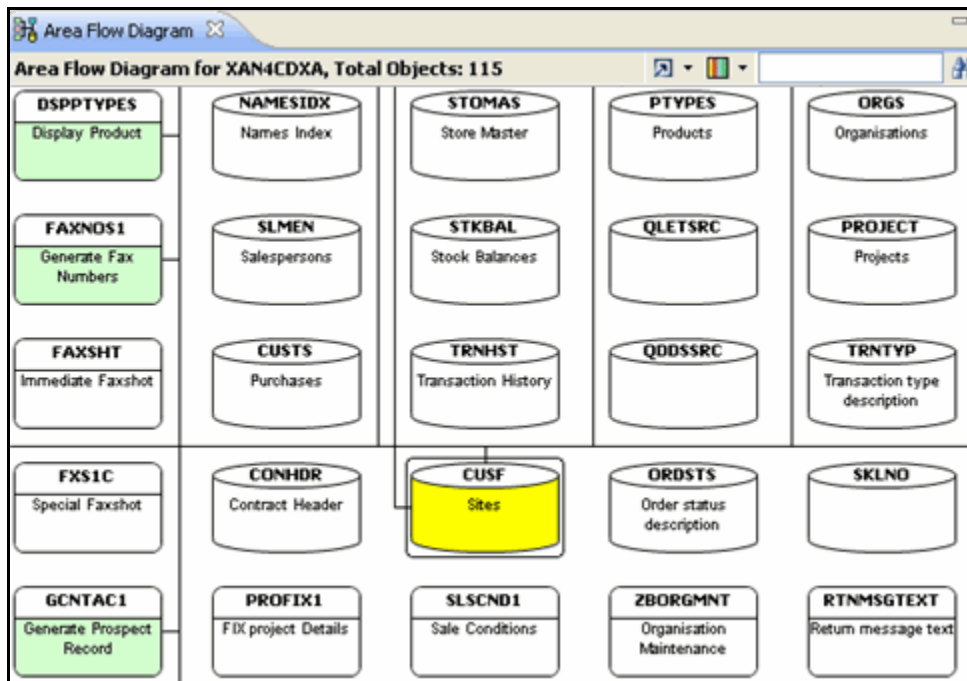 Area Flow Diagram
Area Flow Diagram for XAN4CDXA, Total Objects: 115
DSPPTYPES
Display Product
NAMESIDX
Names Index
STOMAS
Store Master
PTYPES
Products
ORGS
Organisations
FAXNOS1
Generate Fax
Numbers
SLMEN
Salespersons
STKBAL
Stock Balances
QLETSRC
PROJECT
Projects
FAXSHT
Immediate Faxshot
CUSTS
Purchases
TRNHST
Transaction History
QDDSSRC
TRNTYP
Transaction type
description
FXS1C
Special Faxshot
CONHDR
Contract Header
CUSF
Sites
ORDSTS
Order status
description
SKLNO
GCNTAC1
Generate Prospect
Record
PROFIX1
FIX project Details
SLSCND1
Sale Conditions
ZBORGMNT
Organisation
Maintenance
RTNMSGTEXT
Return message text